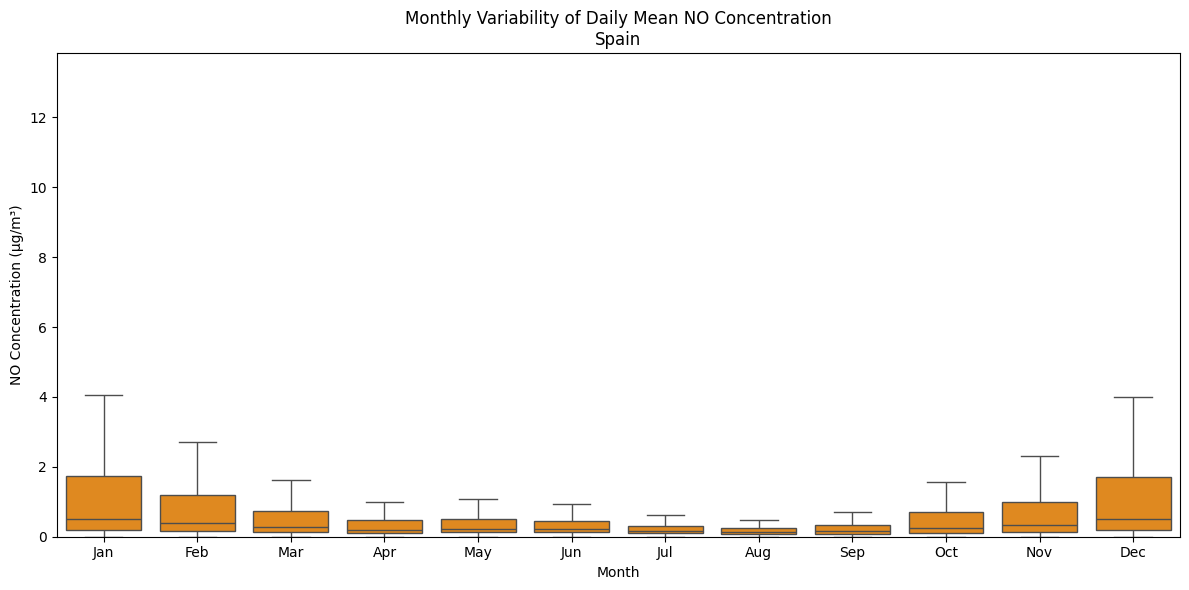 Monthly Variability of Daily Mean NO Concentration
Spain
NO Concentration (µg/m³)
12
10
8
6
4
2
0
Jan Feb Mar Apr May Jun Jul Aug Sep Oct Nov Dec
Month